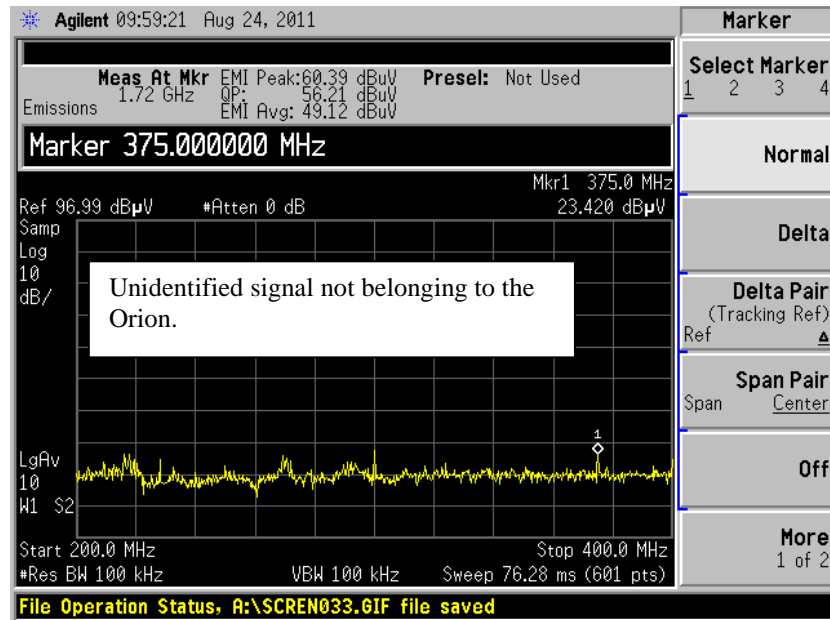 Agilent 09:59:21 Aug 24, 2011
Marker
Meas At Mkr EMI Peak:60.39 dBuV Presel: Not Used
1.72 GHz QP: 56.21 dBuV
Emissions EMI Avg: 49.12 dBuV
Marker 375.000000 MHz
Mkr1 375.0 MHz
Ref 96.99 dBµV #Atten 0 dB 23.420 dBµV
Samp
Log
10
dB/
Unidentified signal not belonging to the
Orion.
1
LgAv
10
W1 S2
Start 200.0 MHz Stop 400.0 MHz
#Res BW 100 kHz VBW 100 kHz Sweep 76.28 ms (601 pts)
File Operation Status, A:\SCREN033.GIF file saved
Select Marker
1 2 3 4
Normal
Delta
Delta Pair
(Tracking Ref)
Ref Δ
Span Pair
Span Center
Off
More
1 of 2